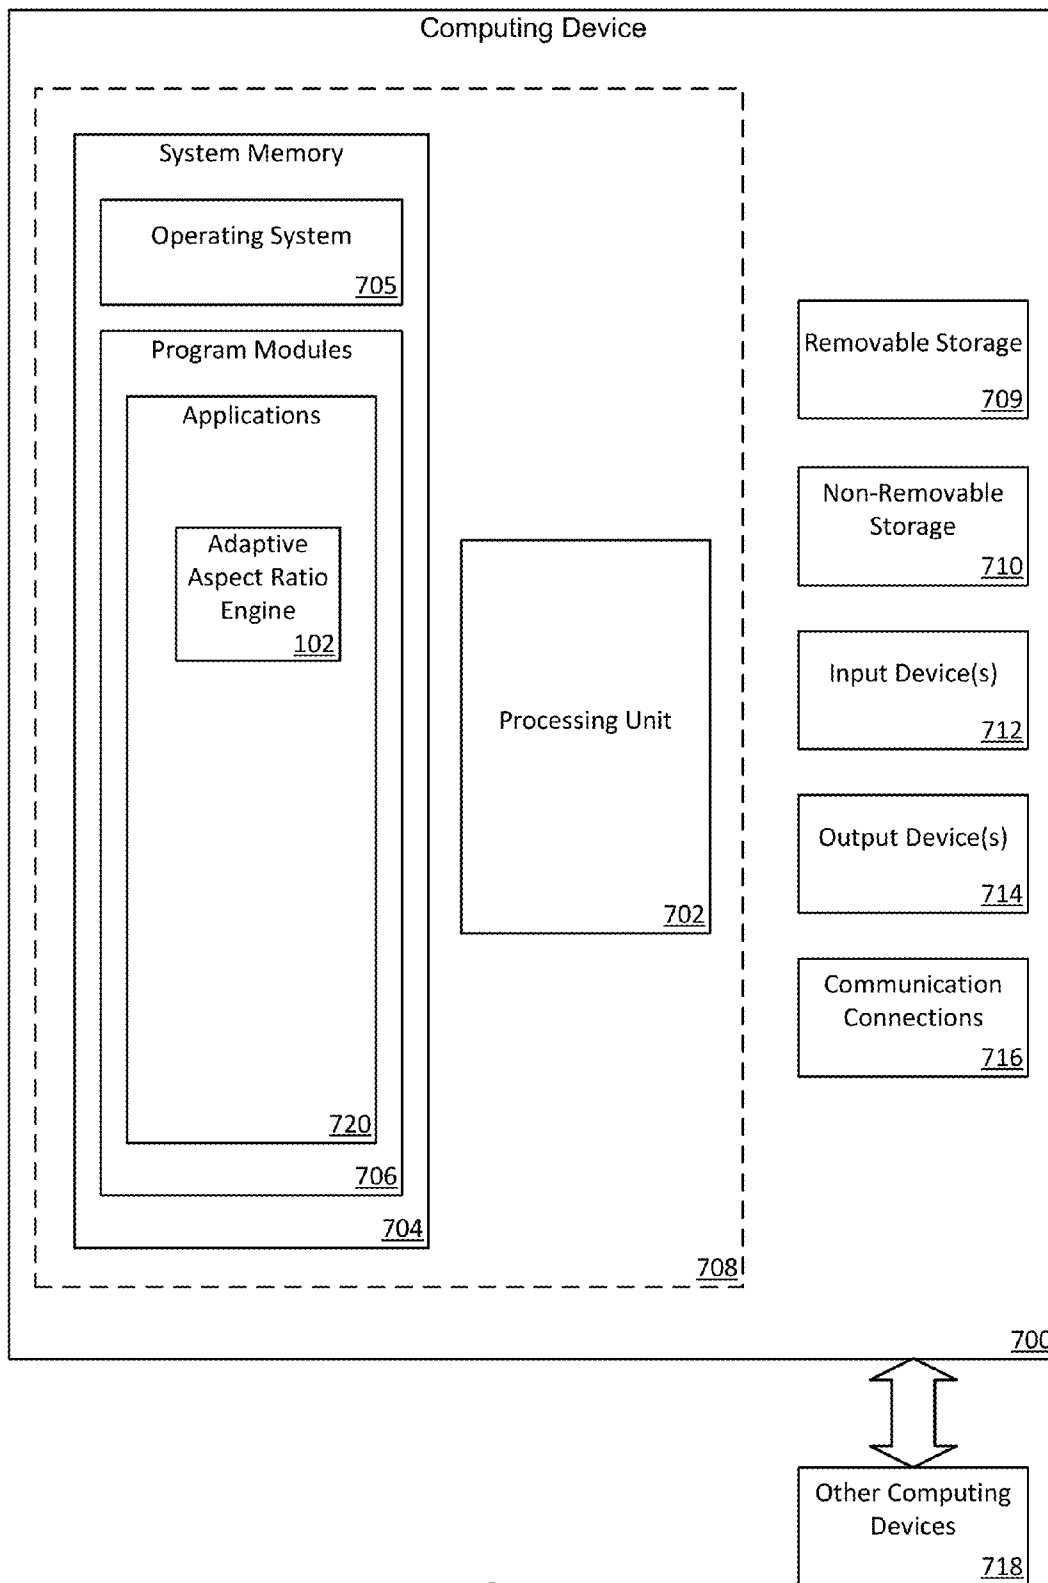 Computing Device
System Memory
Operating System
705
Program Modules
Applications
Adaptive
Aspect Ratio
Engine
102
720
706
704
Processing Unit
702
708
Removable Storage
709
Non-Removable
Storage
710
Input Device(s)
712
Output Device(s)
714
Communication
Connections
716
700
Other Computing
Devices
718